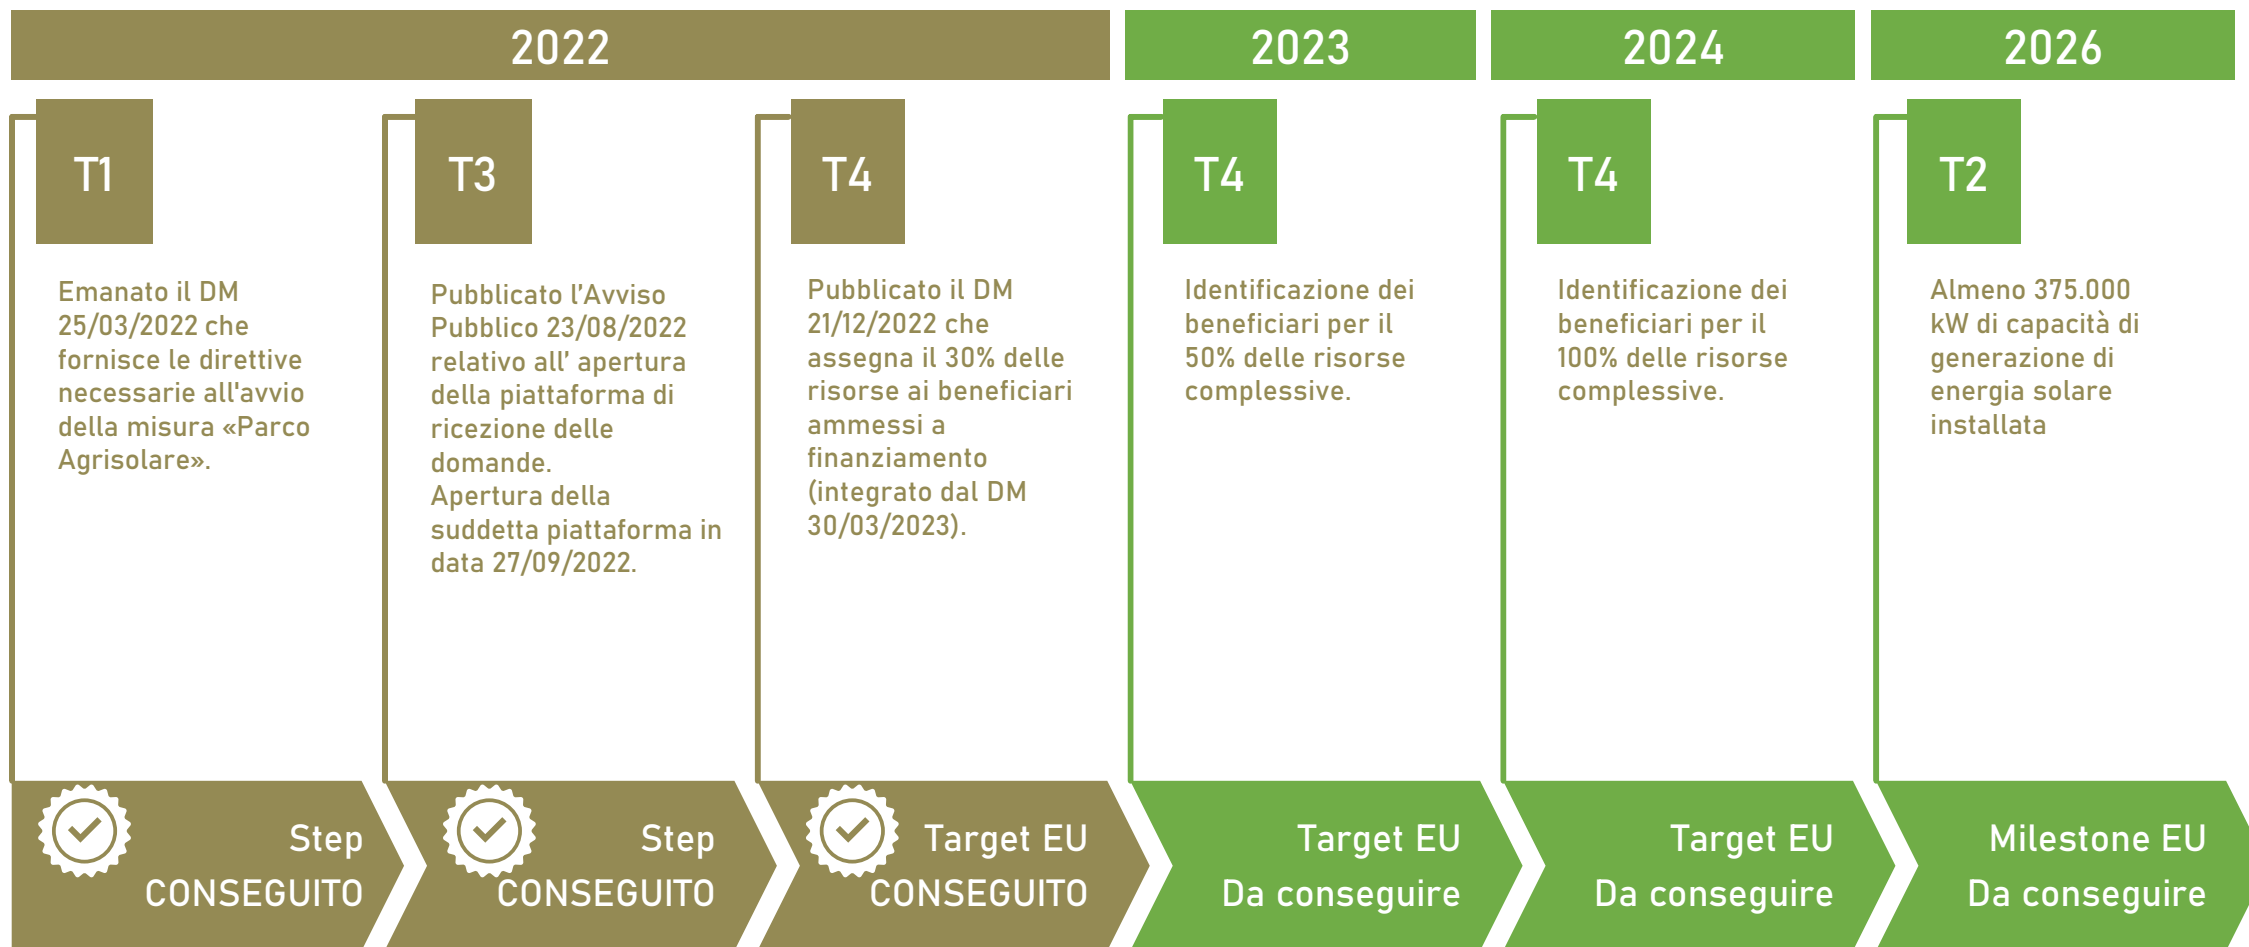 2022
2023
2024
2026
T1
Emanato il DM
25/03/2022 che
fornisce le direttive
necessarie all'avvio
della misura «Parco
Agrisolare».
Step
CONSEGUITO
T3
Pubblicato l’Avviso
Pubblico 23/08/2022
relativo all’ apertura
della piattaforma di
ricezione delle
domande.
Apertura della
suddetta piattaforma in
data 27/09/2022.
Step
CONSEGUITO
T4
Pubblicato il DM
21/12/2022 che
assegna il 30% delle
risorse ai beneficiari
ammessi a
finanziamento
(integrato dal DM
30/03/2023).
Target EU
CONSEGUITO
T4
Identificazione dei
beneficiari per il
50% delle risorse
complessive.
Target EU
Da conseguire
T4
Identificazione dei
beneficiari per il
100% delle risorse
complessive.
Target EU
Da conseguire
T2
Almeno 375.000
kW di capacità di
generazione di
energia solare
installata
Milestone EU
Da conseguire